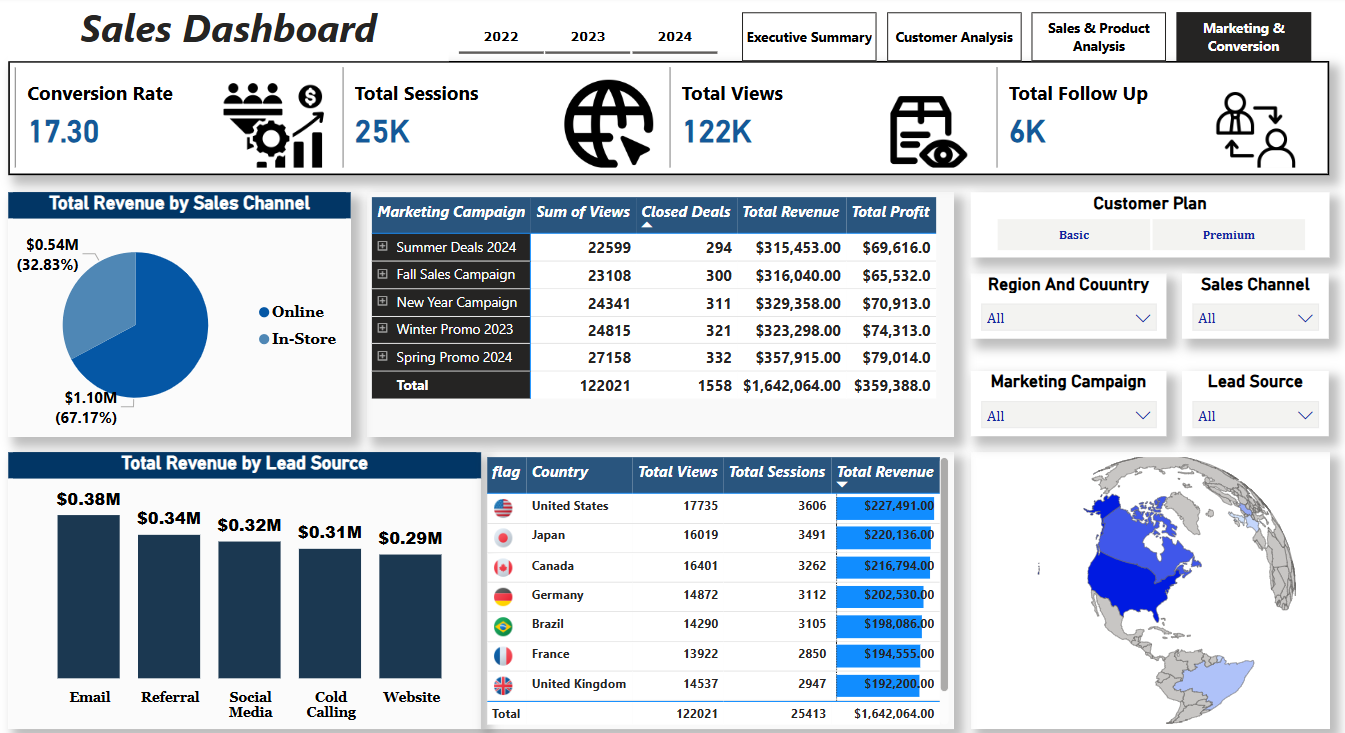 Sales Dashboard
2022
2023
2024
Executive Summary
Customer Analysis
Sales & Product
Analysis
Marketing &
Conversion
Conversion Rate
17.30
Total Sessions
25K
Total Views
122K
Total Follow Up
6K
Total Revenue by Sales Channel
$0.54M
(32.83%)
$1.10M
(67.17%)
Online
In-Store
Marketing Campaign Sum of Views Closed Deals Total Revenue Total Profit
Summer Deals 2024 22599 294 $315,453.00 $69,616.0
Fall Sales Campaign 23108 300 $316,040.00 $65,532.0
New Year Campaign 24341 311 $329,358.00 $70,913.0
Winter Promo 2023 24815 321 $323,298.00 $74,313.0
Spring Promo 2024 27158 332 $357,915.00 $79,014.0
Total 122021 1558 $1,642,064.00 $359,388.0
Customer Plan
Basic
Premium
Region And Couuntry
All
Sales Channel
All
Marketing Campaign
All
Lead Source
All
Total Revenue by Lead Source
$0.38M
$0.34M
$0.32M
$0.31M
$0.29M
Email
Referral
Social
Media
Cold
Calling
Website
flag Country Total Views Total Sessions Total Revenue
United States 17735 3606 $227,491.00
Japan 16019 3491 $220,136.00
Canada 16401 3262 $216,794.00
Germany 14872 3112 $202,530.00
Brazil 14290 3105 $198,086.00
France 13922 2850 $194,555.00
United Kingdom 14537 2947 $192,200.00
Total 122021 25413 $1,642,064.00